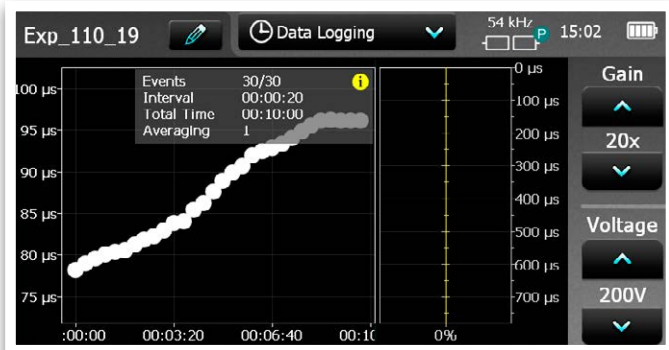 Exp_110_19
Data Logging
54 kHz
P
15:02
Events 30/30
Interval 00:00:20
Total Time 00:10:00
Averaging 1
i
100 µs
95 µs
90 µs
85 µs
80 µs
75 µs
:00:00 00:03:20 00:06:40 00:10
0 µs
100 µs
200 µs
300 µs
400 µs
500 µs
600 µs
700 µs
0%
Gain
20x
Voltage
200V